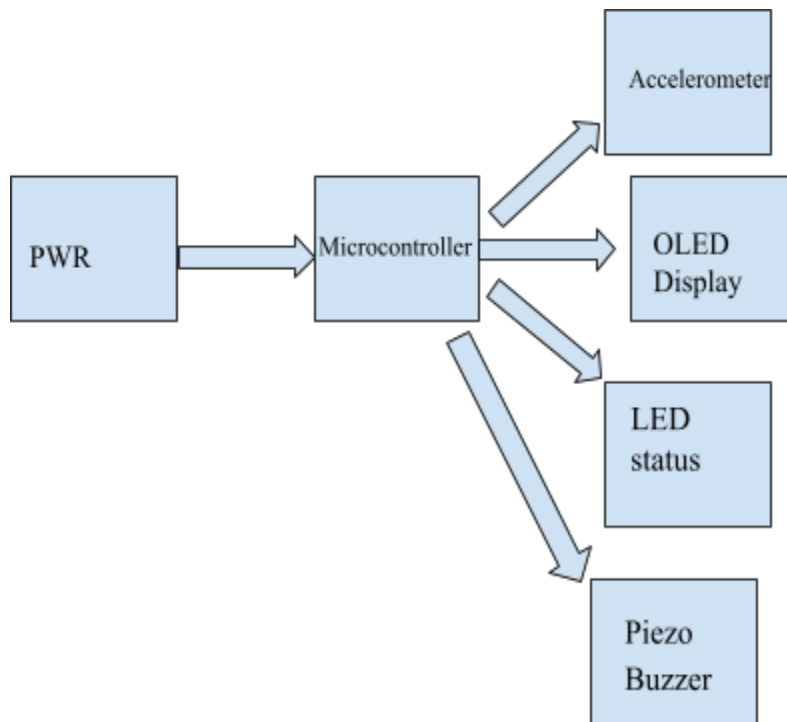 PWR
Microcontroller
Accelerometer
OLED
Display
LED
status
Piezo
Buzzer